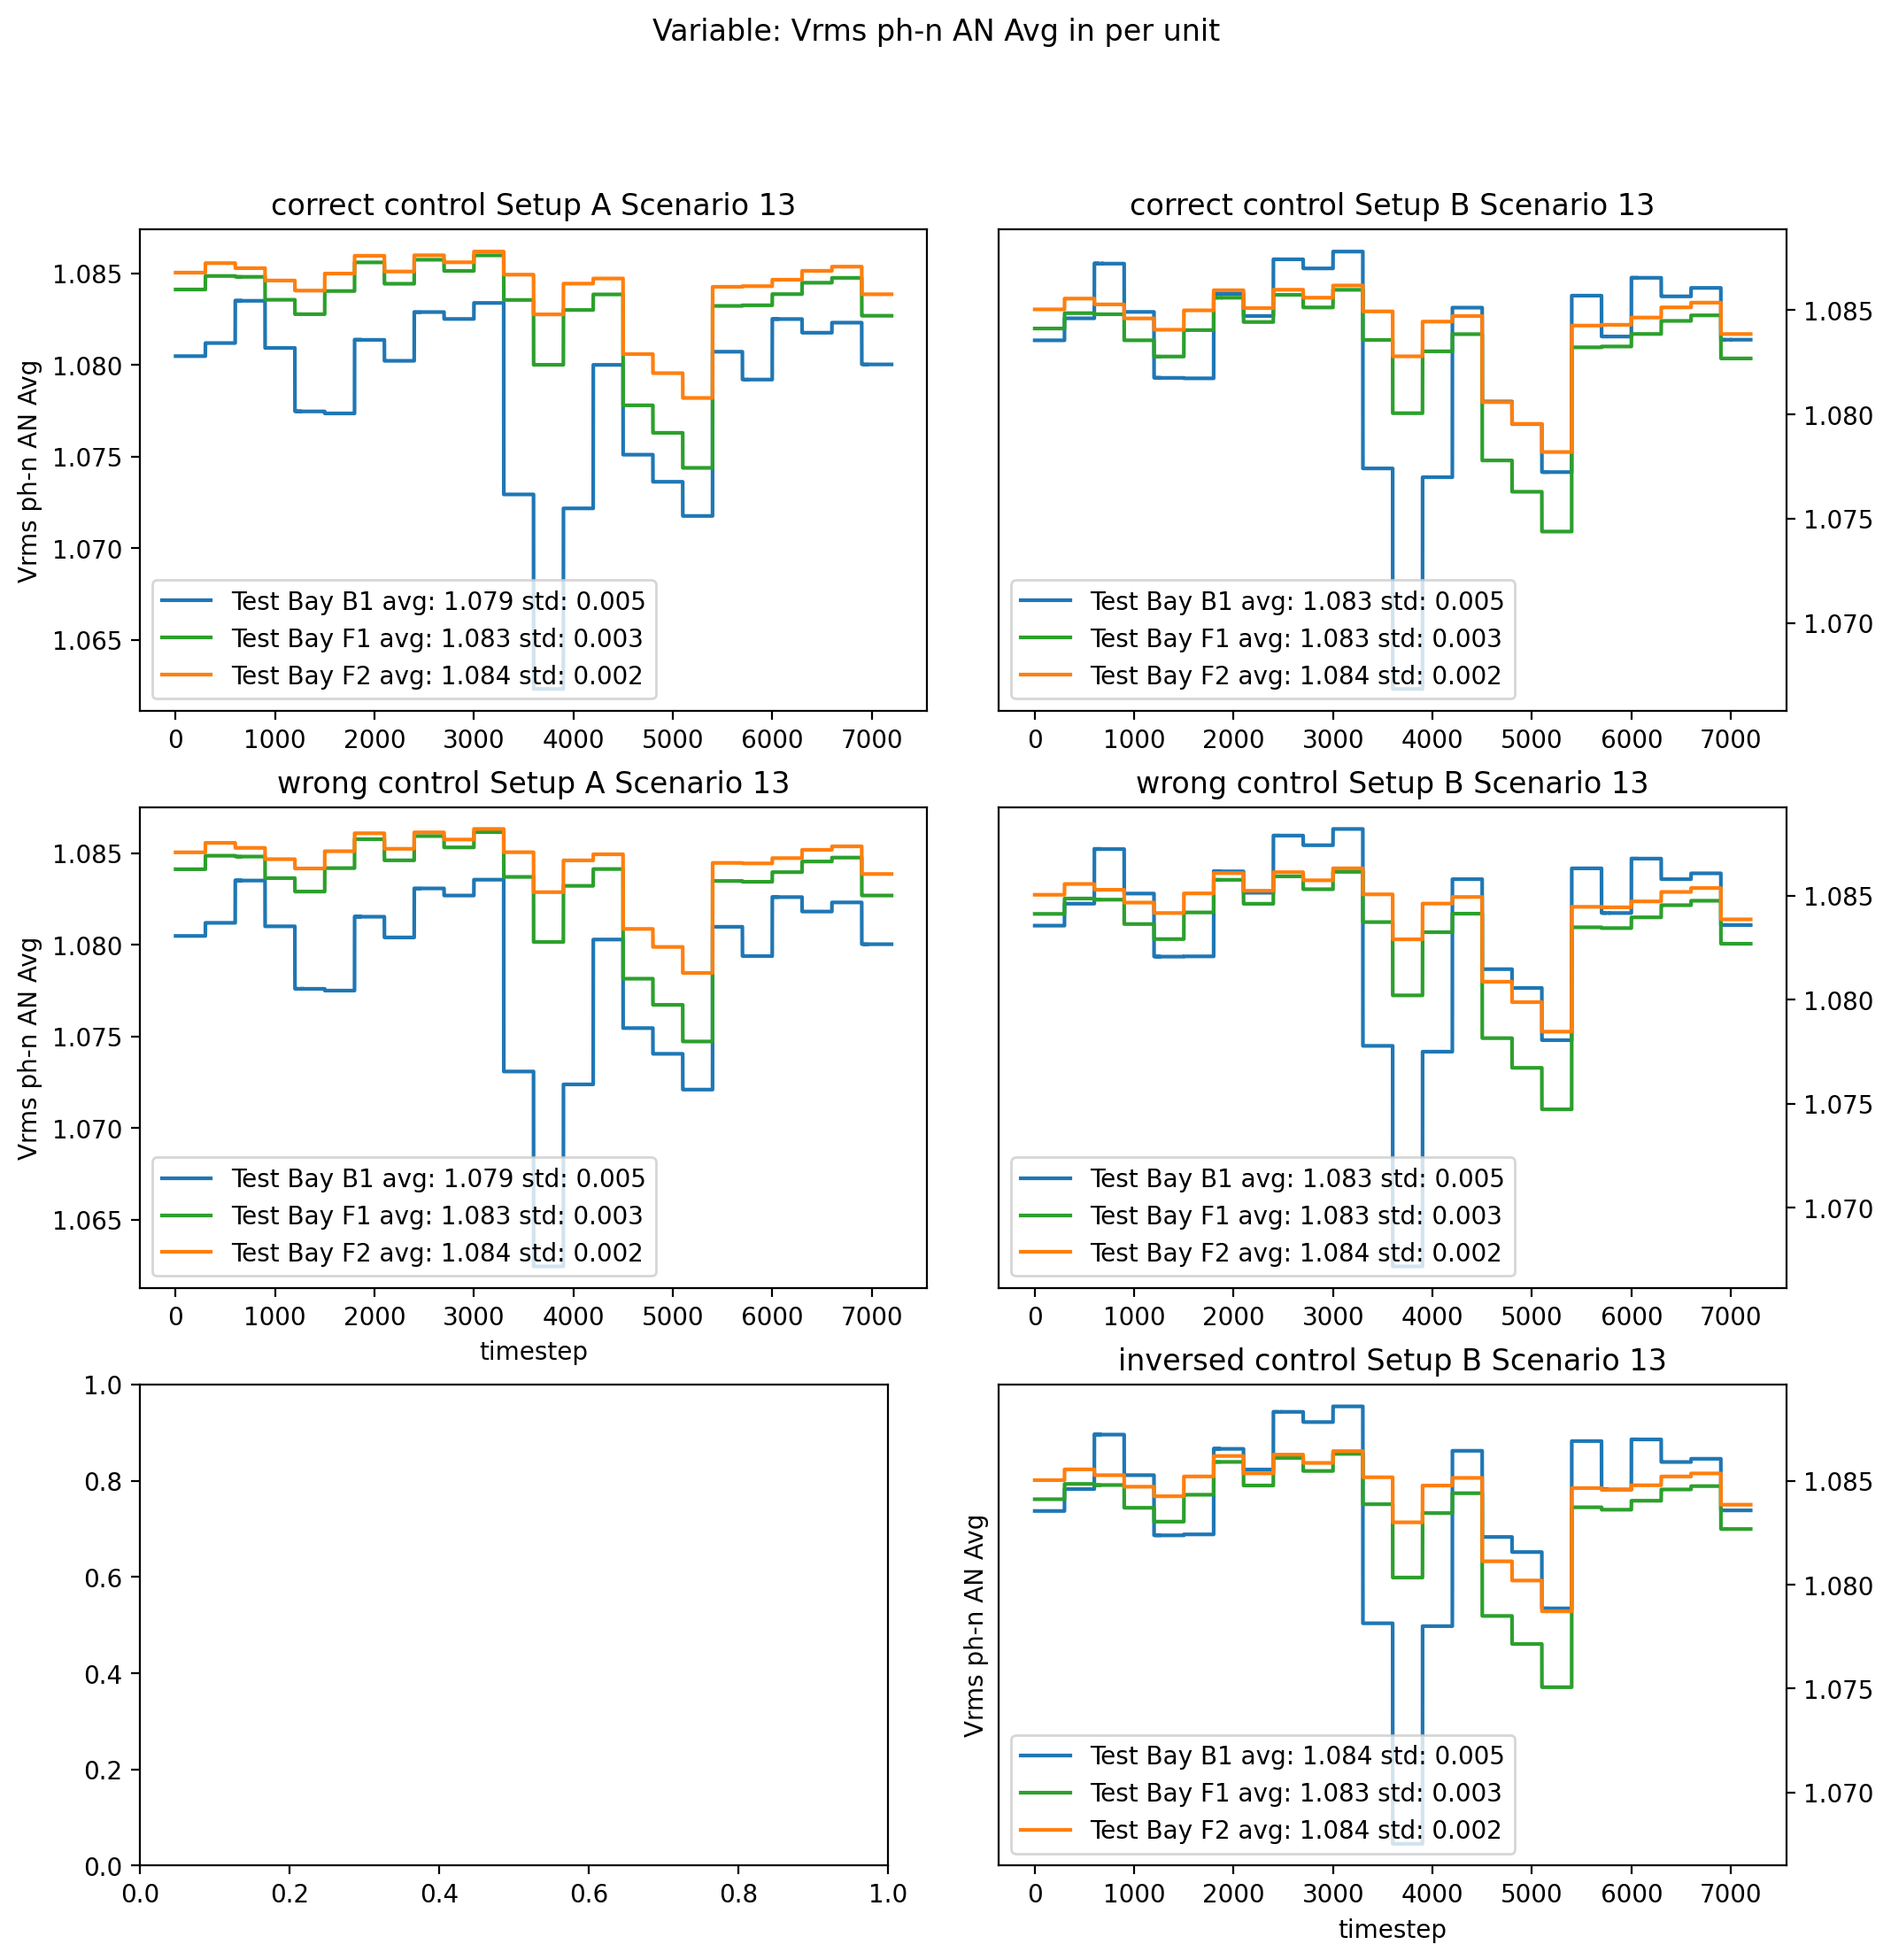 Variable: Vrms ph-n AN Avg in per unit
correct control Setup A Scenario 13
Vrms ph-n AN Avg
1.085
1.080
1.075
1.070
1.065
Test Bay B1 avg: 1.079 std: 0.005
Test Bay F1 avg: 1.083 std: 0.003
Test Bay F2 avg: 1.084 std: 0.002
0 1000 2000 3000 4000 5000 6000 7000
correct control Setup B Scenario 13
1.085
1.080
1.075
1.070
Test Bay B1 avg: 1.083 std: 0.005
Test Bay F1 avg: 1.083 std: 0.003
Test Bay F2 avg: 1.084 std: 0.002
0 1000 2000 3000 4000 5000 6000 7000
wrong control Setup A Scenario 13
Vrms ph-n AN Avg
1.085
1.080
1.075
1.070
1.065
Test Bay B1 avg: 1.079 std: 0.005
Test Bay F1 avg: 1.083 std: 0.003
Test Bay F2 avg: 1.084 std: 0.002
0 1000 2000 3000 4000 5000 6000 7000
timestep
wrong control Setup B Scenario 13
1.085
1.080
1.075
1.070
Test Bay B1 avg: 1.083 std: 0.005
Test Bay F1 avg: 1.083 std: 0.003
Test Bay F2 avg: 1.084 std: 0.002
0 1000 2000 3000 4000 5000 6000 7000
1.0
0.8
0.6
0.4
0.2
0.0
0.0 0.2 0.4 0.6 0.8 1.0
inversed control Setup B Scenario 13
Vrms ph-n AN Avg
1.085
1.080
1.075
1.070
Test Bay B1 avg: 1.084 std: 0.005
Test Bay F1 avg: 1.083 std: 0.003
Test Bay F2 avg: 1.084 std: 0.002
0 1000 2000 3000 4000 5000 6000 7000
timestep